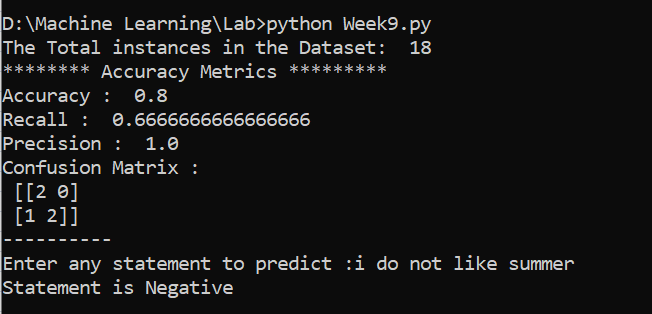 D:\Machine Learning\Lab>python Week9.py
The Total instances in the Dataset:  18
******** Accuracy Metrics *********
Accuracy :  0.8
Recall :  0.6666666666666666
Precision :  1.0
Confusion Matrix :
 [[2 0]
 [1 2]]
----------
Enter any statement to predict :i do not like summer
Statement is Negative